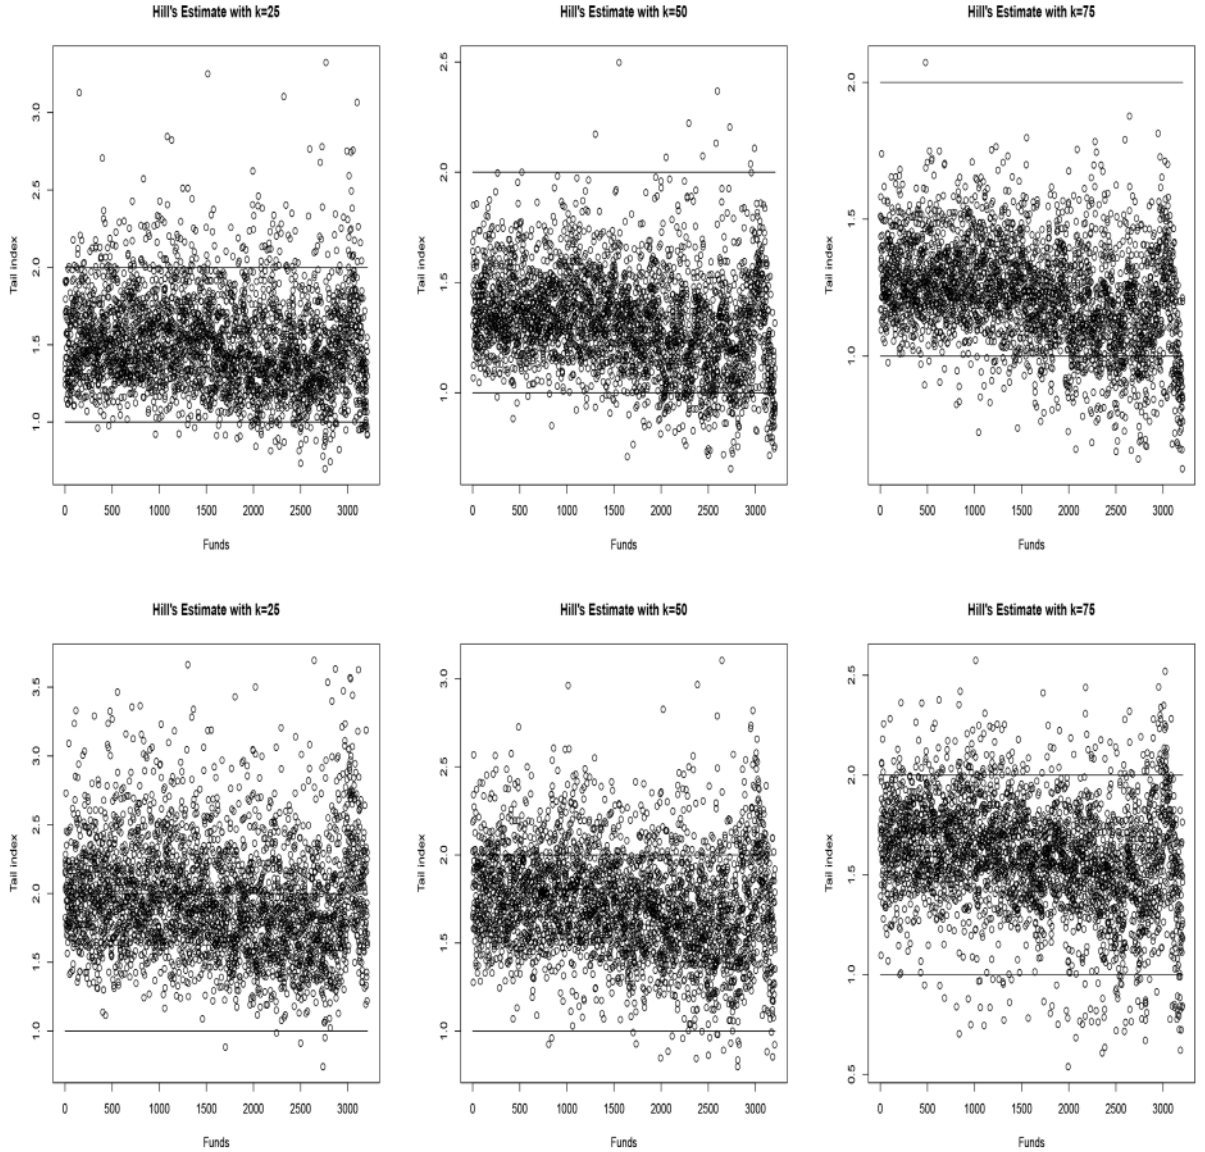 Hill's Estimate with k=25
Hill's Estimate with k=50
Hill's Estimate with k=75
Tail index
1.0 1.5 2.0 2.5 3.0
Tail index
1.0 1.5 2.0 2.5
Tail index
1.0 1.5 2.0
0 500 1000 1500 2000 2500 3000
0 500 1000 1500 2000 2500 3000
0 500 1000 1500 2000 2500 3000
Funds
Funds
Funds
Hill's Estimate with k=25
Hill's Estimate with k=50
Hill's Estimate with k=75
Tail index
1.0 1.5 2.0 2.5 3.0 3.5
Tail index
1.0 1.5 2.0 2.5 3.0
Tail index
0.5 1.0 1.5 2.0 2.5
0 500 1000 1500 2000 2500 3000
0 500 1000 1500 2000 2500 3000
0 500 1000 1500 2000 2500 3000
Funds
Funds
Funds